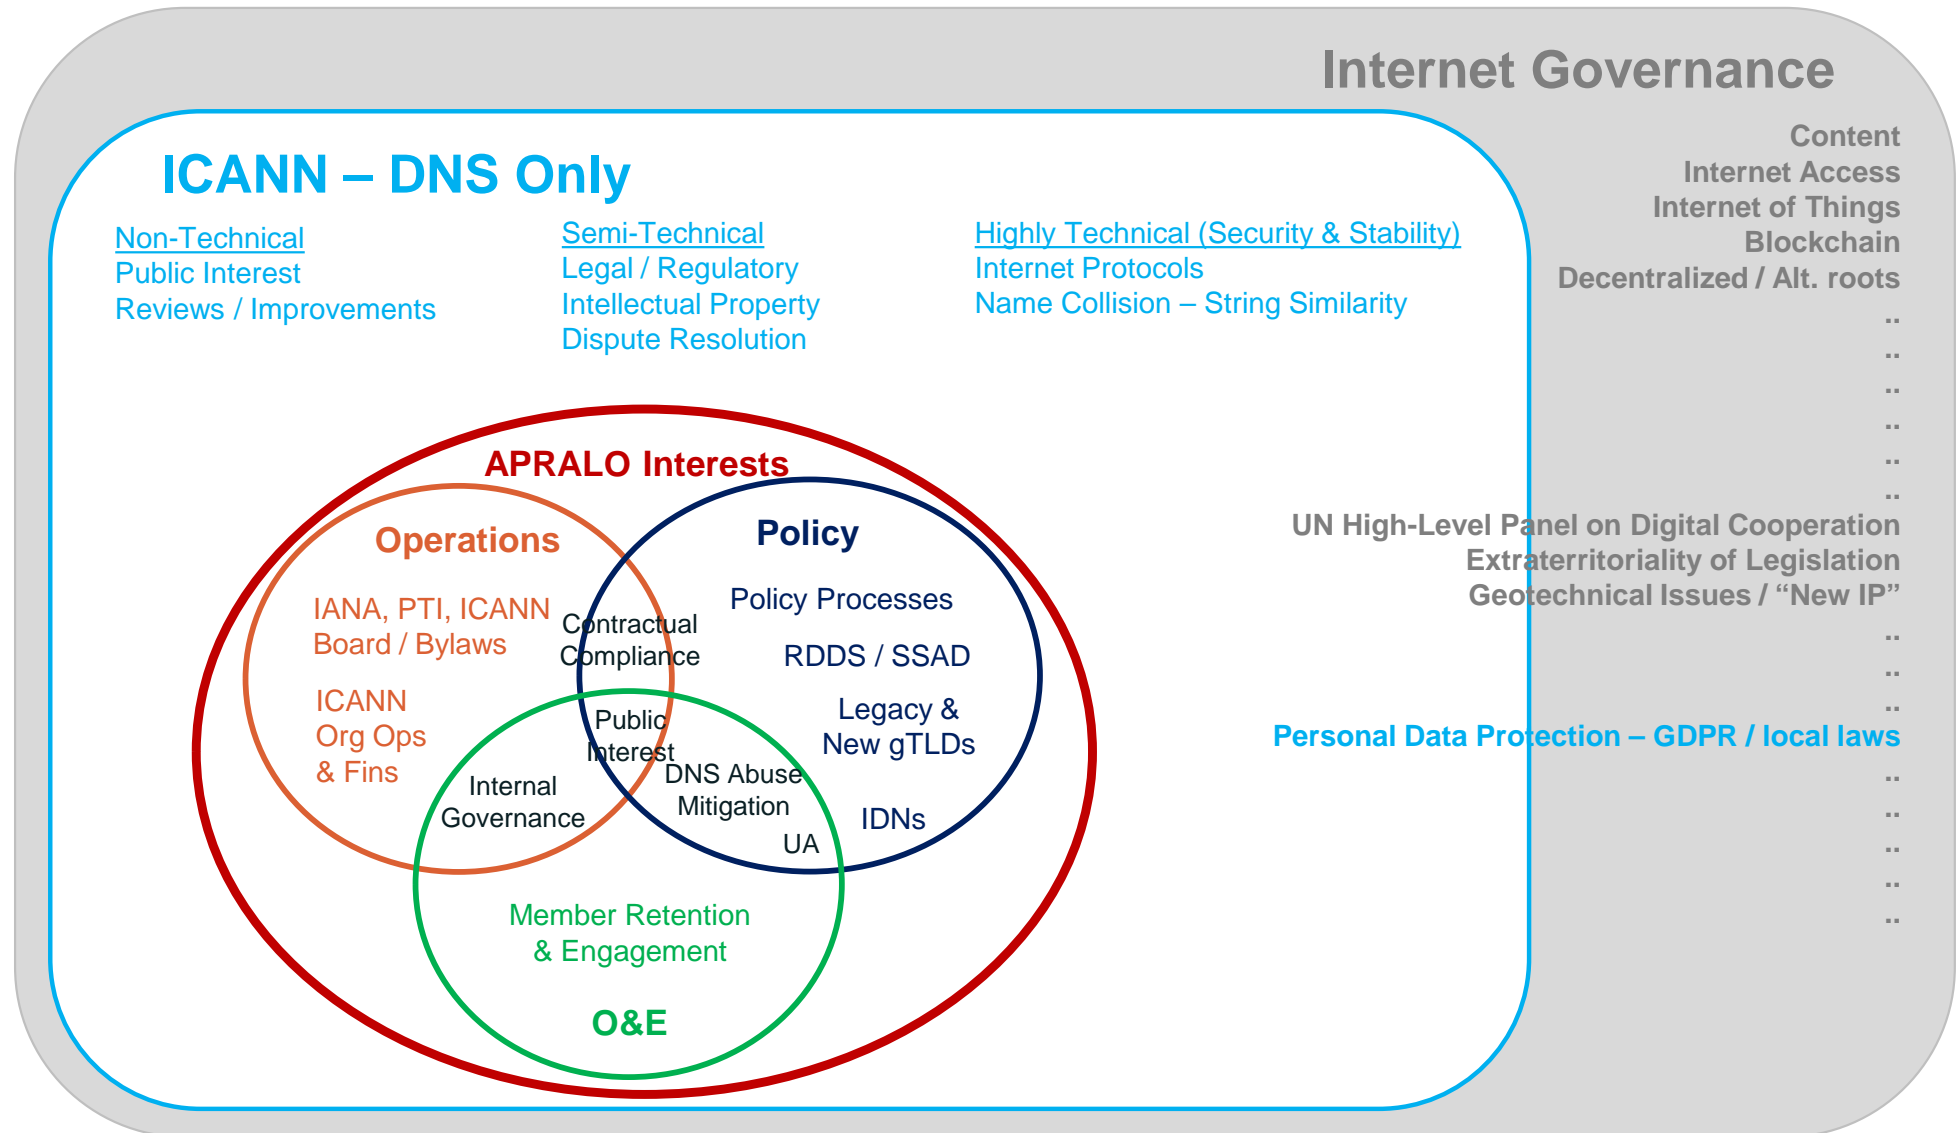 Internet Governance
Content
Internet Access
Internet of Things
Blockchain
Decentralized / Alt. roots
..
..
..
..
..
..
UN High-Level Panel on Digital Cooperation
Extraterritoriality of Legislation
Geotechnical Issues / “New IP”
..
..
..
Personal Data Protection – GDPR / local laws
..
..
..
..
..
ICANN – DNS Only
Non-Technical
Public Interest
Reviews / Improvements
Semi-Technical
Legal / Regulatory
Intellectual Property
Dispute Resolution
Highly Technical (Security & Stability)
Internet Protocols
Name Collision – String Similarity
APRALO Interests
Operations
IANA, PTI, ICANN
Board / Bylaws
ICANN
Org Ops
& Fins
Contractual
Compliance
Policy
Policy Processes
RDDS / SSAD
Legacy &
New gTLDs
IDNs
Public
Interest
Internal
Governance
DNS Abuse
Mitigation
UA
Member Retention
& Engagement
O&E